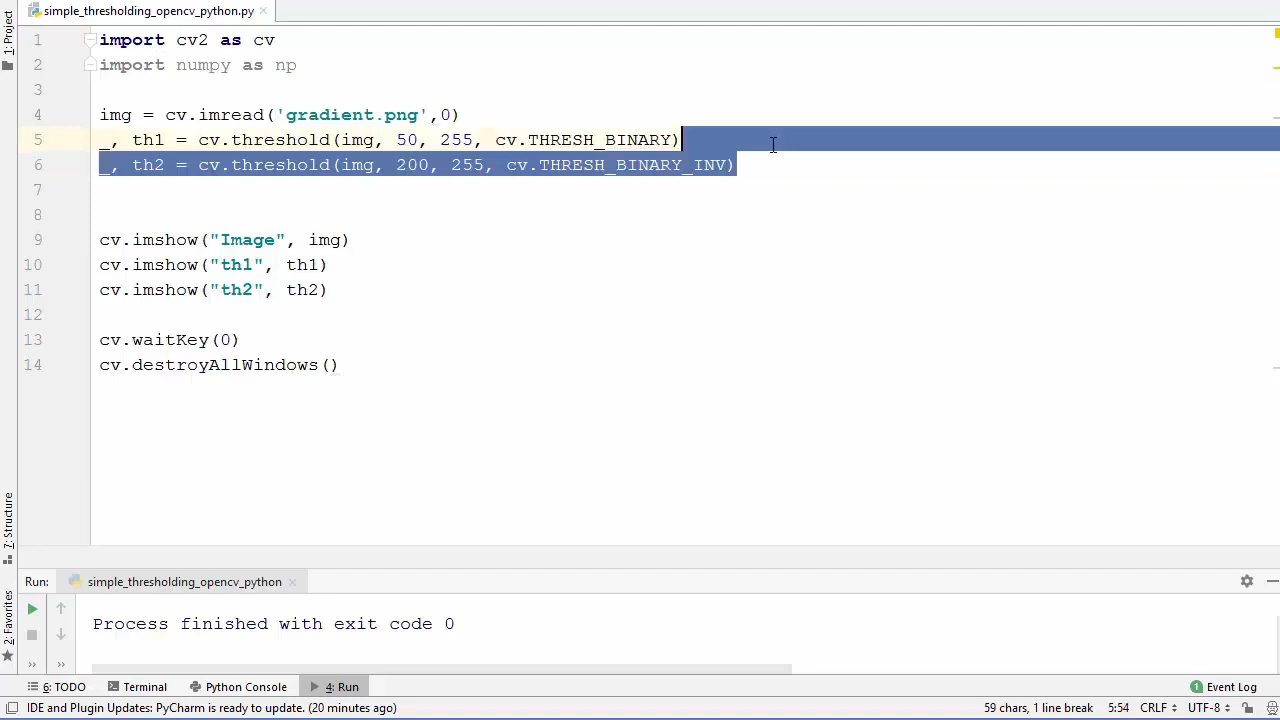 simple_thresholding_opencv_python.py
1: Project
1 import cv2 as cv
2 import numpy as np
3
4 img = cv.imread('gradient.png',0)
5 _, th1 = cv.threshold(img, 50, 255, cv.THRESH_BINARY)
6 _, th2 = cv.threshold(img, 200, 255, cv.THRESH_BINARY_INV)
7
8
9 cv.imshow("Image", img)
10 cv.imshow("th1", th1)
11 cv.imshow("th2", th2)
12
13 cv.waitKey(0)
14 cv.destroyAllWindows()
7: Structure
2: Favorites
Run: simple_thresholding_opencv_python
Process finished with exit code 0
6: TODO Terminal Python Console 4: Run 1 Event Log
IDE and Plugin Updates: PyCharm is ready to update. (20 minutes ago) 59 chars, 1 line break 5:54 CRLF UTF-8